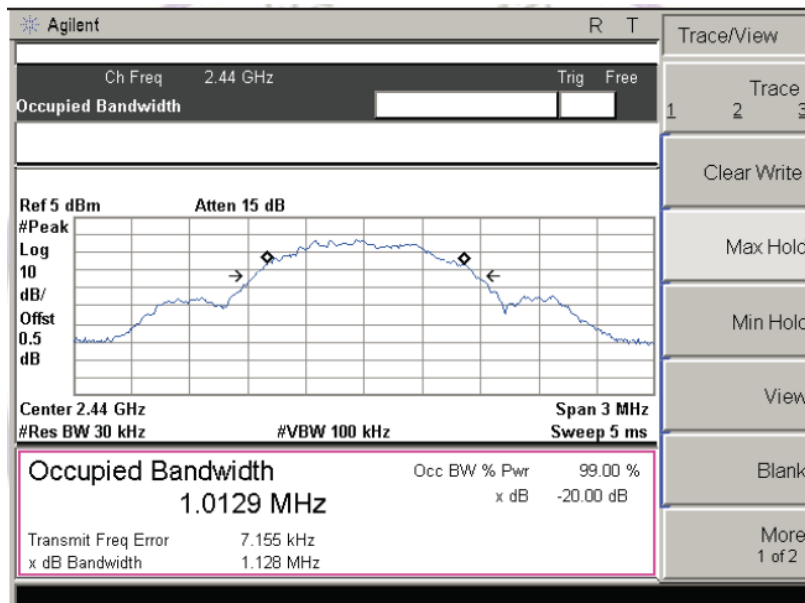 Agilent R T
Ch Freq 2.44 GHz Trig Free
Occupied Bandwidth
Ref 5 dBm Atten 15 dB
#Peak
Log
10
dB/
Offst
0.5
dB
Center 2.44 GHz Span 3 MHz
#Res BW 30 kHz #VBW 100 kHz Sweep 5 ms
Occupied Bandwidth
1.0129 MHz
Occ BW % Pwr 99.00 %
x dB -20.00 dB
Transmit Freq Error 7.155 kHz
x dB Bandwidth 1.128 MHz
Trace/View
Trace
1 2 3
Clear Write
Max Hold
Min Hold
View
Blank
More
1 of 2